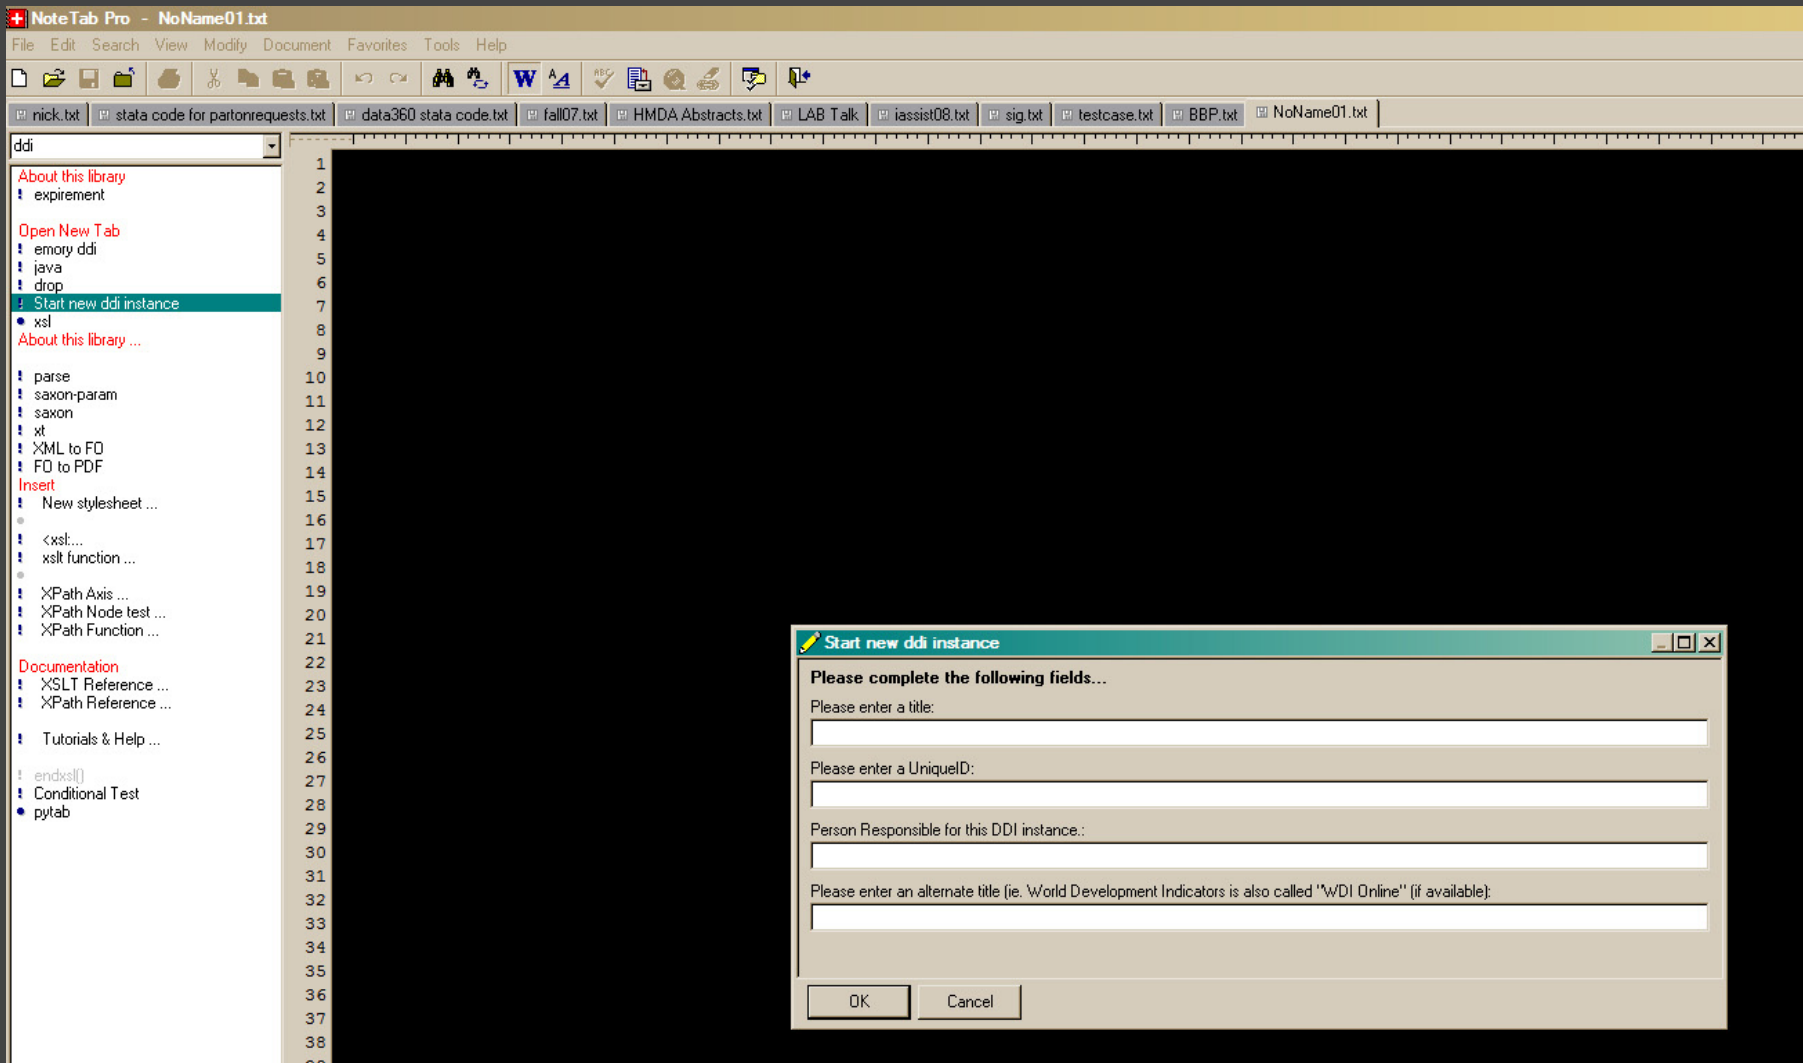 NoteTab Pro - NoName01.txt
File Edit Search View Modify Document Favorites Tools Help
W A A ABC
nick.txt stata code for partonrequests.txt data360 stata code.txt fall07.txt HMDA Abstracts.txt LAB Talk iassist08.txt sig.txt testcase.txt BBP.txt NoName01.txt
ddi
About this library
! expirement
Open New Tab
! emory ddi
! java
! drop
! Start new ddi instance
• xsl
About this library ...
! parse
! saxon-param
! saxon
! xt
! XML to FO
! FO to PDF
Insert
! New stylesheet ...
! <xsl:...
! xslt function ...
! XPath Axis ...
! XPath Node test ...
! XPath Function ...
Documentation
! XSLT Reference ...
! XPath Reference ...
! Tutorials & Help ...
! endxsl()
! Conditional Test
• pytab
1
2
3
4
5
6
7
8
9
10
11
12
13
14
15
16
17
18
19
20
21
22
23
24
25
26
27
28
29
30
31
32
33
34
35
36
37
38
Start new ddi instance
Please complete the following fields...
Please enter a title:
Please enter a UniqueID:
Person Responsible for this DDI instance.:
Please enter an alternate title (ie. World Development Indicators is also called "WDI Online" (if available):
OK Cancel